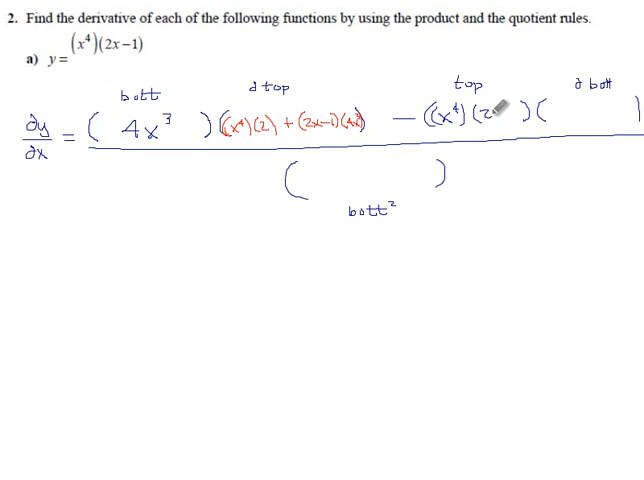 2. Find the derivative of each of the following functions by using the product and the quotient rules.
a) y = (x⁴)(2x−1)
bott d top top d bott
dy/dx = ( 4x³ ) ((x⁴)(2) + (2x−1)(4x³)) − ((x⁴)(2 )(
( )
bott²